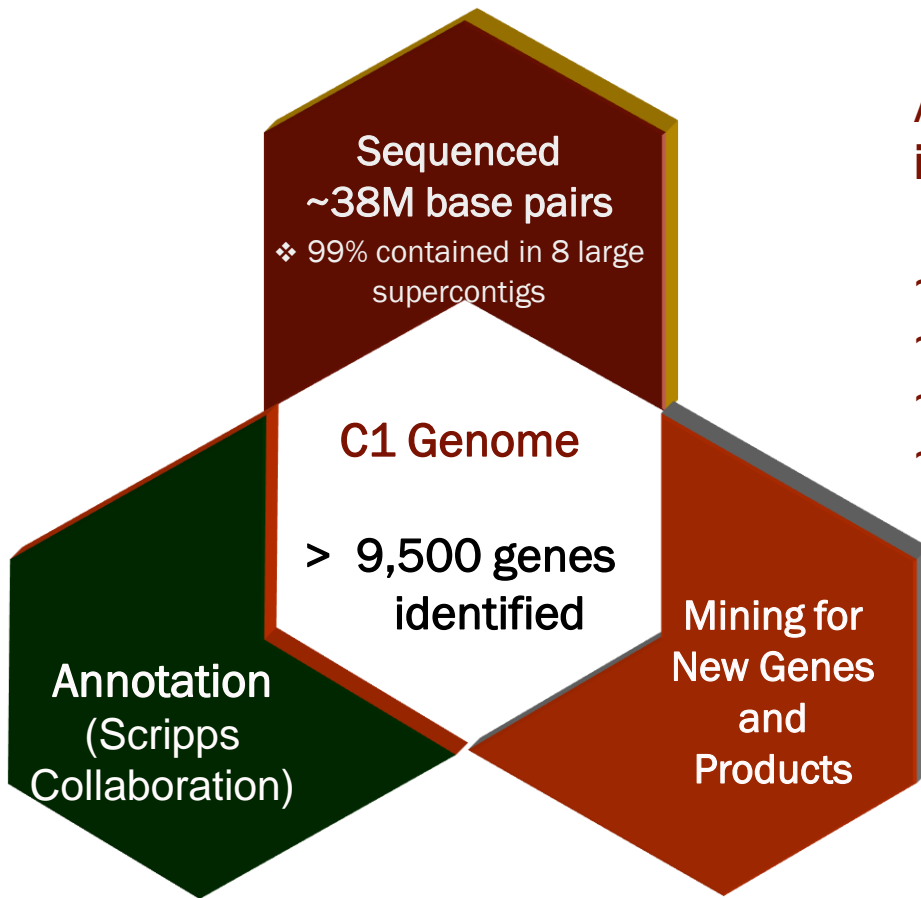 Sequenced
~38M base pairs
❖ 99% contained in 8 large
supercontigs
C1 Genome
> 9,500 genes
identified
Annotation
(Scripps
Collaboration)
Mining for
New Genes
and
Products